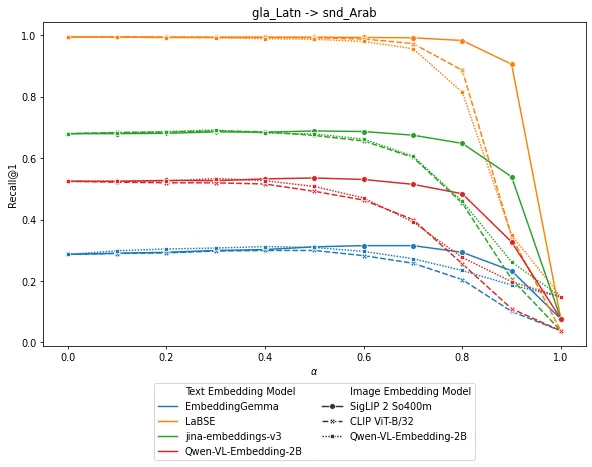 gla_Latn -> snd_Arab
1.0
0.8
0.6
0.4
0.2
0.0
Recall@1
0.0 0.2 0.4 0.6 0.8 1.0
α
Text Embedding Model
EmbeddingGemma
LaBSE
jina-embeddings-v3
Qwen-VL-Embedding-2B
Image Embedding Model
SigLIP 2 So400m
CLIP ViT-B/32
Qwen-VL-Embedding-2B